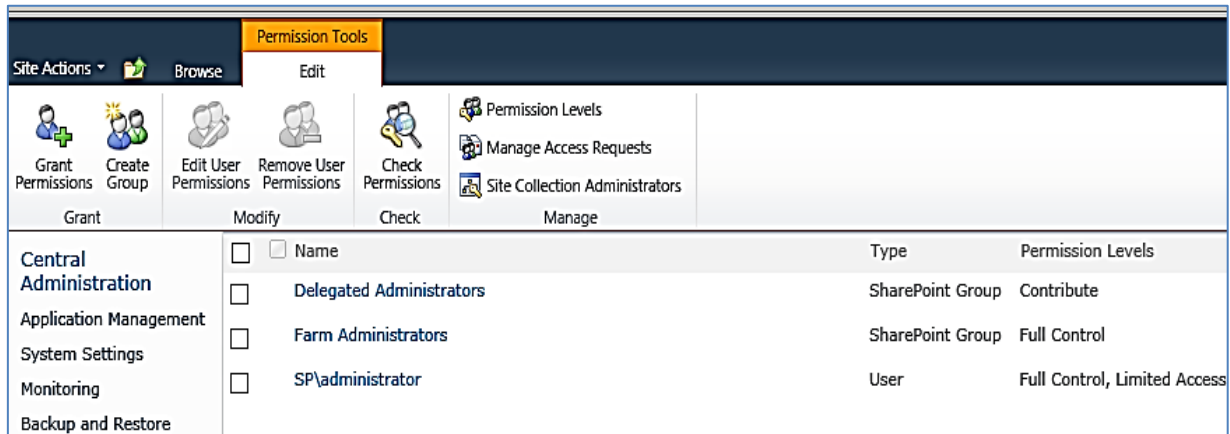 Permission Tools
Site Actions Browse Edit
Grant Permissions
Create Group
Edit User Permissions
Remove User Permissions
Check Permissions
Permission Levels
Manage Access Requests
Site Collection Administrators
Grant Modify Check Manage
Central Administration
Application Management
System Settings
Monitoring
Backup and Restore
Name Type Permission Levels
Delegated Administrators SharePoint Group Contribute
Farm Administrators SharePoint Group Full Control
SP\administrator User Full Control, Limited Access